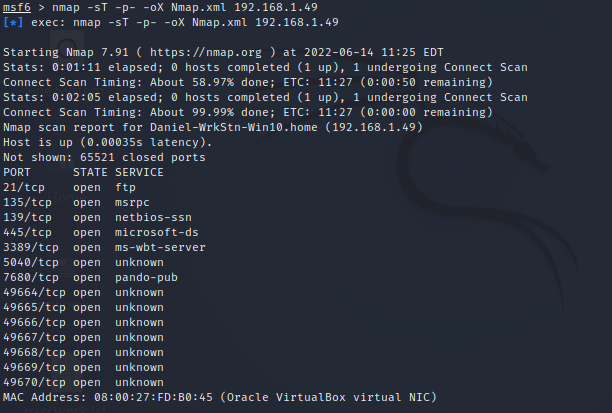 msf6 > nmap -sT -p- -oX Nmap.xml 192.168.1.49
[*] exec: nmap -sT -p- -oX Nmap.xml 192.168.1.49
Starting Nmap 7.91 ( https://nmap.org ) at 2022-06-14 11:25 EDT
Stats: 0:01:11 elapsed; 0 hosts completed (1 up), 1 undergoing Connect Scan
Connect Scan Timing: About 58.97% done; ETC: 11:27 (0:00:50 remaining)
Stats: 0:02:05 elapsed; 0 hosts completed (1 up), 1 undergoing Connect Scan
Connect Scan Timing: About 99.99% done; ETC: 11:27 (0:00:00 remaining)
Nmap scan report for Daniel-WrkStn-Win10.home (192.168.1.49)
Host is up (0.00035s latency).
Not shown: 65521 closed ports
PORT      STATE SERVICE
21/tcp    open  ftp
135/tcp   open  msrpc
139/tcp   open  netbios-ssn
445/tcp   open  microsoft-ds
3389/tcp  open  ms-wbt-server
5040/tcp  open  unknown
7680/tcp  open  pando-pub
49664/tcp open  unknown
49665/tcp open  unknown
49666/tcp open  unknown
49667/tcp open  unknown
49668/tcp open  unknown
49669/tcp open  unknown
49670/tcp open  unknown
MAC Address: 08:00:27:FD:B0:45 (Oracle VirtualBox virtual NIC)